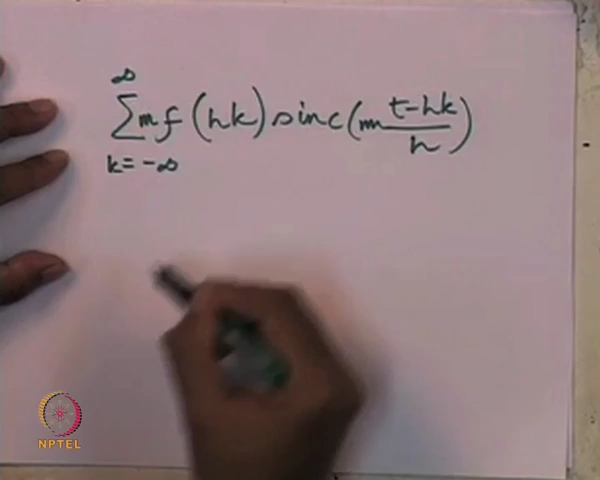 ∞
∑ m f (hk) sinc (m (t-hk)/h)
k = -∞
NPTEL